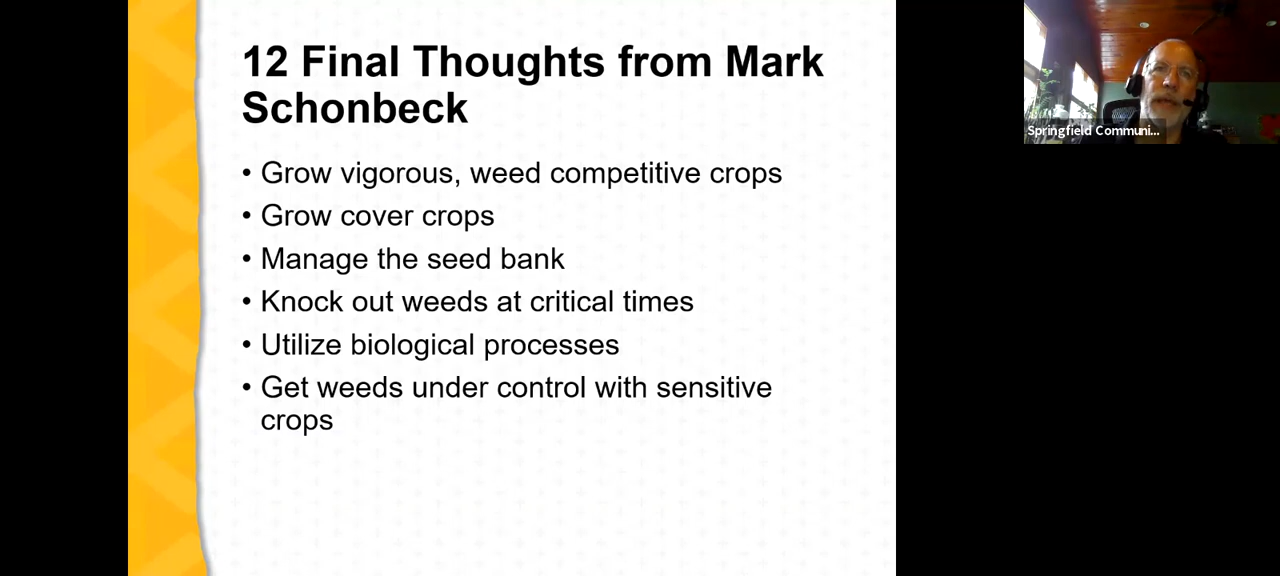 12 Final Thoughts from Mark
Schonbeck
• Grow vigorous, weed competitive crops
• Grow cover crops
• Manage the seed bank
• Knock out weeds at critical times
• Utilize biological processes
• Get weeds under control with sensitive
crops
Springfield Communi...